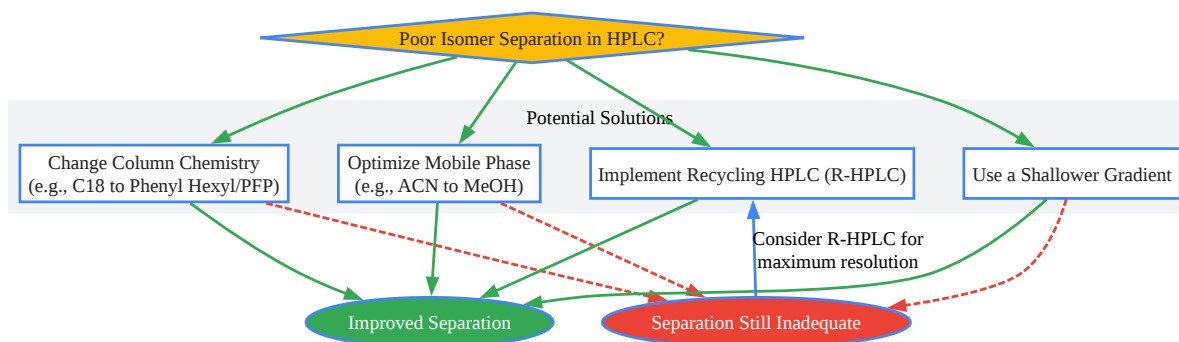 Poor Isomer Separation in HPLC?
Potential Solutions
Change Column Chemistry
(e.g., C18 to Phenyl Hexyl/PFP)
Optimize Mobile Phase
(e.g., ACN to MeOH)
Implement Recycling HPLC (R-HPLC)
Use a Shallower Gradient
Consider R-HPLC for
maximum resolution
Improved Separation
Separation Still Inadequate